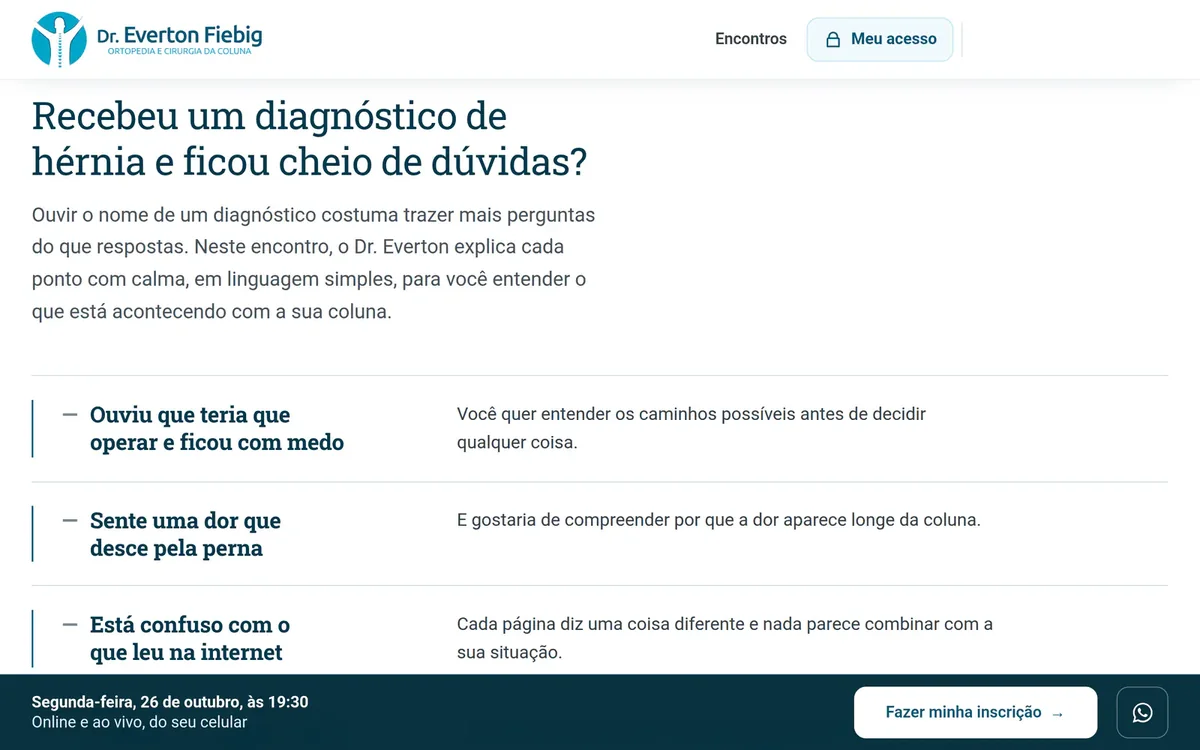 Dr. Everton Fiebig
ORTOPEDIA E CIRURGIA DA COLUNA
Encontros
Meu acesso
Recebeu um diagnóstico de
hérnia e ficou cheio de dúvidas?
Ouvir o nome de um diagnóstico costuma trazer mais perguntas
do que respostas. Neste encontro, o Dr. Everton explica cada
ponto com calma, em linguagem simples, para você entender o
que está acontecendo com a sua coluna.
— Ouviu que teria que
operar e ficou com medo
Você quer entender os caminhos possíveis antes de decidir
qualquer coisa.
— Sente uma dor que
desce pela perna
E gostaria de compreender por que a dor aparece longe da coluna.
— Está confuso com o
que leu na internet
Cada página diz uma coisa diferente e nada parece combinar com a
sua situação.
Segunda-feira, 26 de outubro, às 19:30
Online e ao vivo, do seu celular
Fazer minha inscrição →